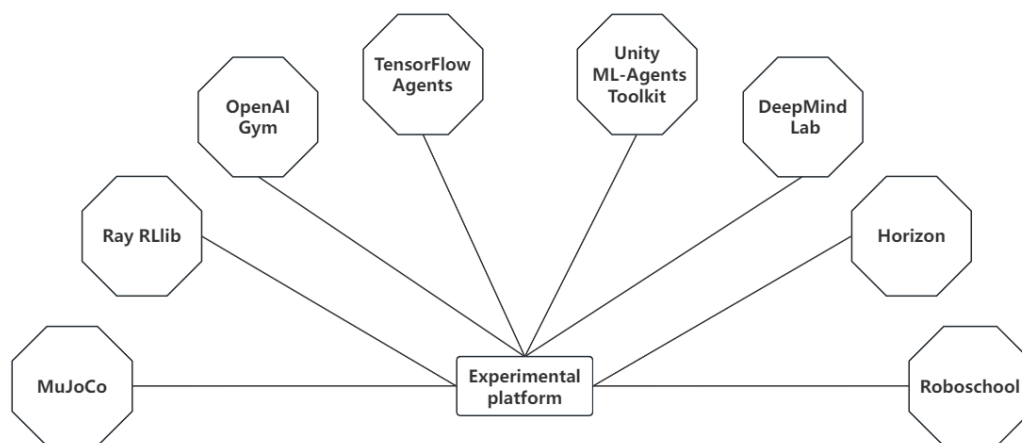 TensorFlow
Agents
Unity
ML-Agents
Toolkit
OpenAI
Gym
DeepMind
Lab
Ray RLlib
Horizon
MuJoCo
Experimental
platform
Roboschool